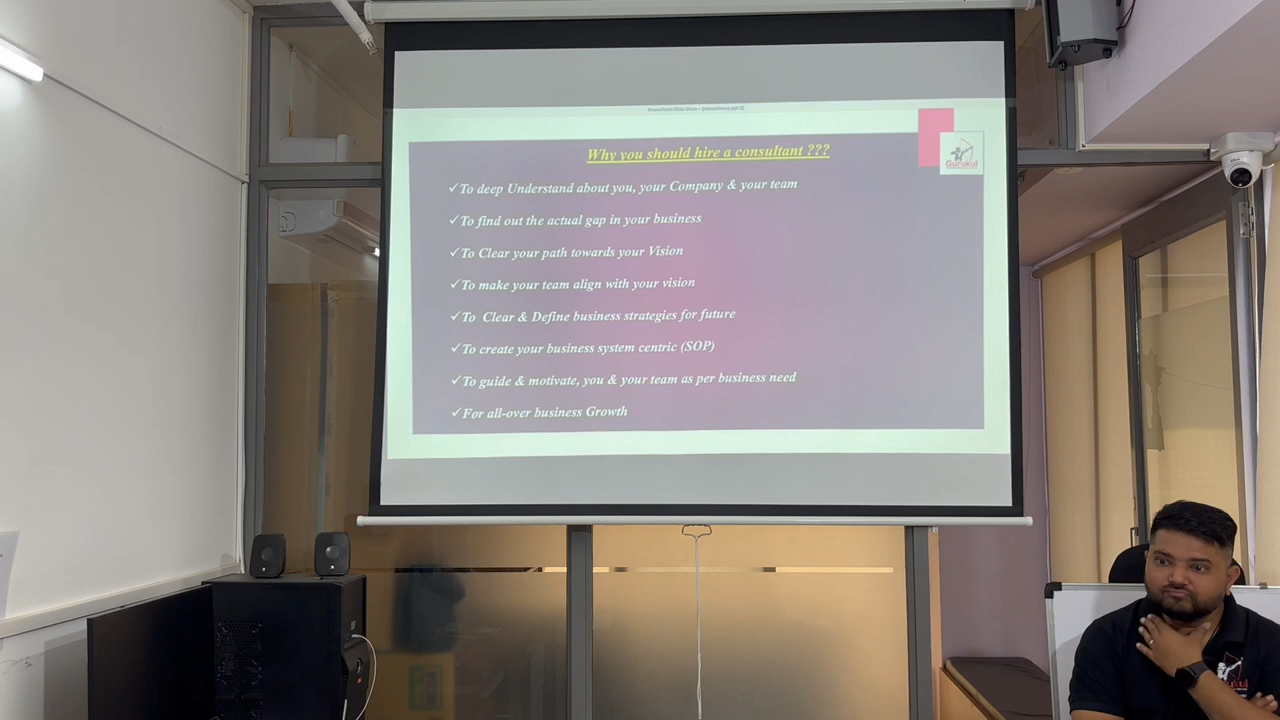 Why you should hire a consultant ???
Gurukul
✓To deep Understand about you, your Company & your team
✓To find out the actual gap in your business
✓To Clear your path towards your Vision
✓To make your team align with your vision
✓To Clear & Define business strategies for future
✓To create your business system centric (SOP)
✓To guide & motivate, you & your team as per business need
✓For all-over business Growth